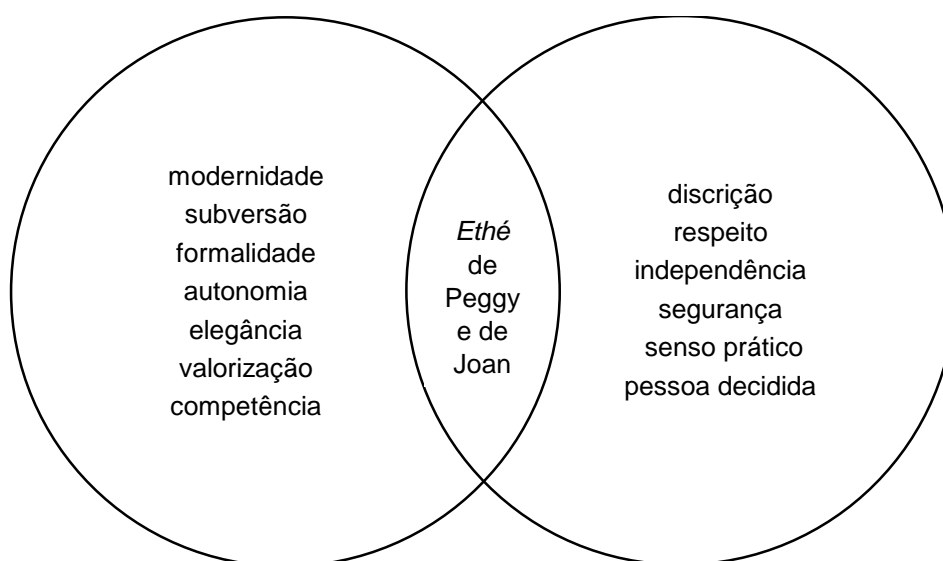 modernidade
subversão
formalidade
autonomia
elegância
valorização
competência
Ethé
de
Peggy
e de
Joan
discrição
respeito
independência
segurança
senso prático
pessoa decidida